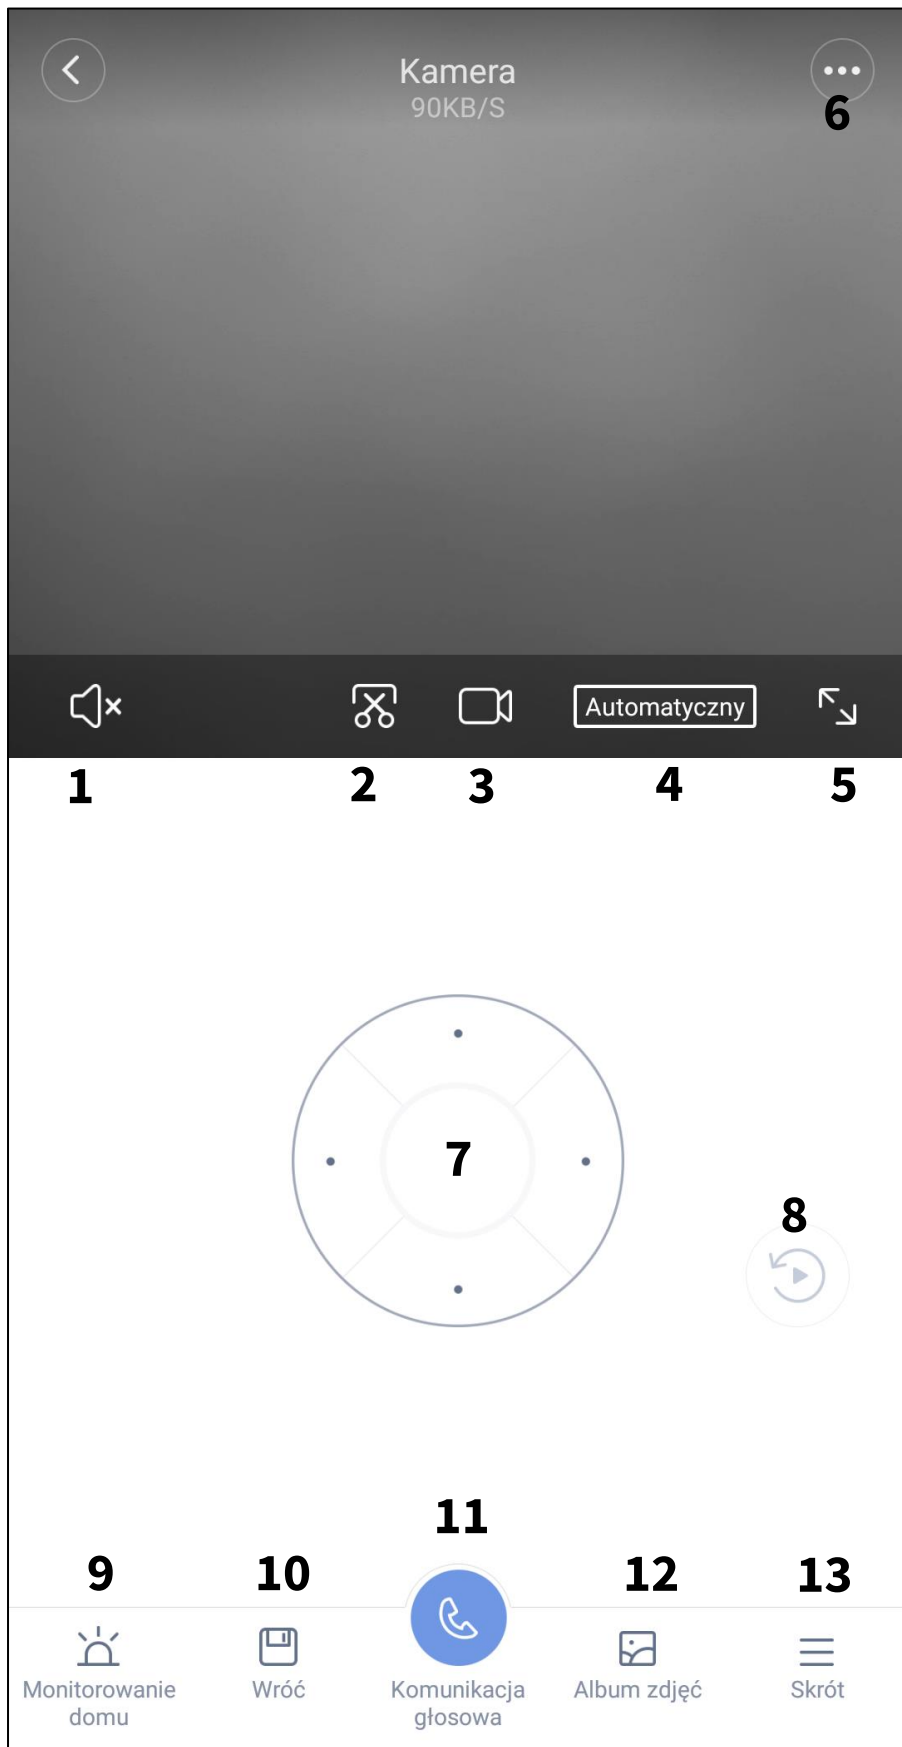 Kamera
90KB/S
6
Automatyczny
1 2 3 4 5
7
8
11
9 10 12 13
Monitorowanie domu
Wróć
Komunikacja głosowa
Album zdjęć
Skrót